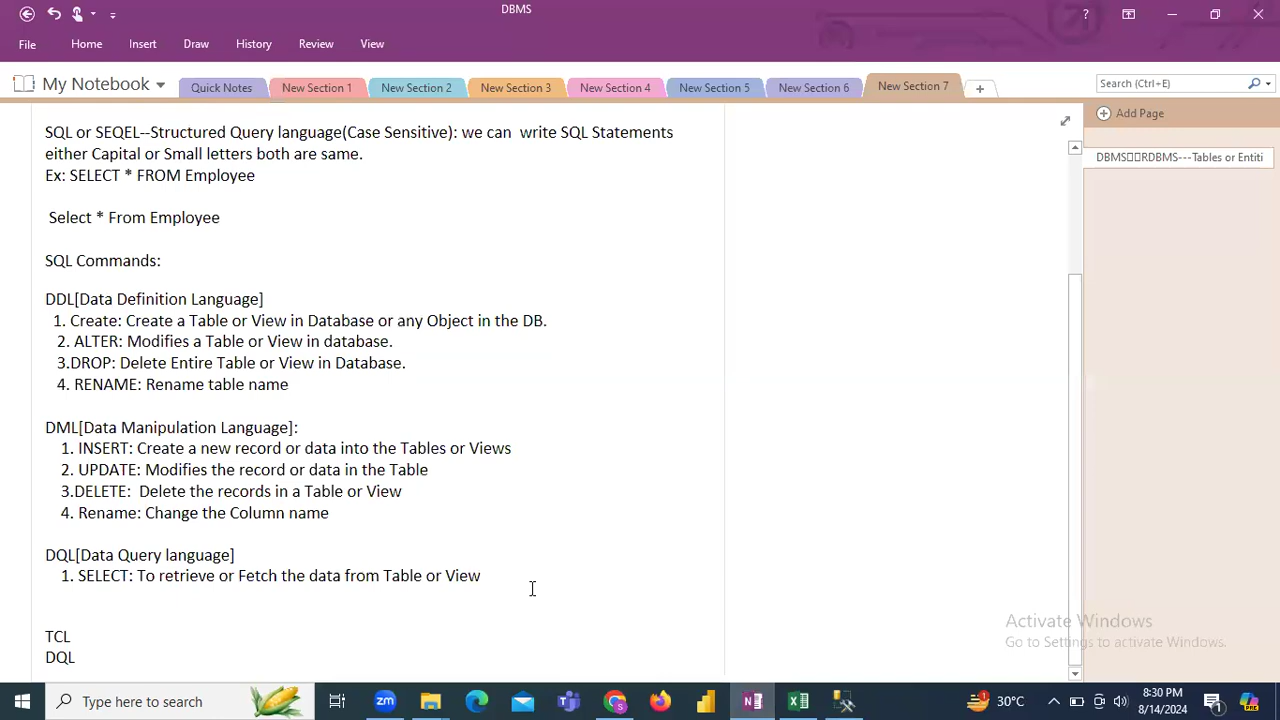 DBMS
File Home Insert Draw History Review View
My Notebook Quick Notes New Section 1 New Section 2 New Section 3 New Section 4 New Section 5 New Section 6 New Section 7 Search (Ctrl+E)
Add Page
DBMS RDBMS---Tables or Entiti
SQL or SEQEL--Structured Query language(Case Sensitive): we can write SQL Statements
either Capital or Small letters both are same.
Ex: SELECT * FROM Employee
Select * From Employee
SQL Commands:
DDL[Data Definition Language]
1. Create: Create a Table or View in Database or any Object in the DB.
2. ALTER: Modifies a Table or View in database.
3.DROP: Delete Entire Table or View in Database.
4. RENAME: Rename table name
DML[Data Manipulation Language]:
1. INSERT: Create a new record or data into the Tables or Views
2. UPDATE: Modifies the record or data in the Table
3.DELETE: Delete the records in a Table or View
4. Rename: Change the Column name
DQL[Data Query language]
1. SELECT: To retrieve or Fetch the data from Table or View
TCL
DQL
Activate Windows
Go to Settings to activate Windows.
Type here to search
30°C
8:30 PM
8/14/2024